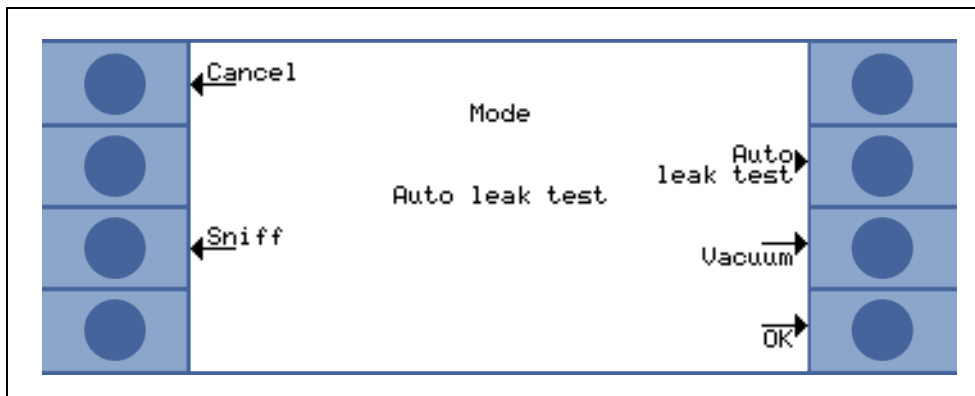 Cancel
Mode
Auto
leak test
Auto leak test
Sniff
Vacuum
OK